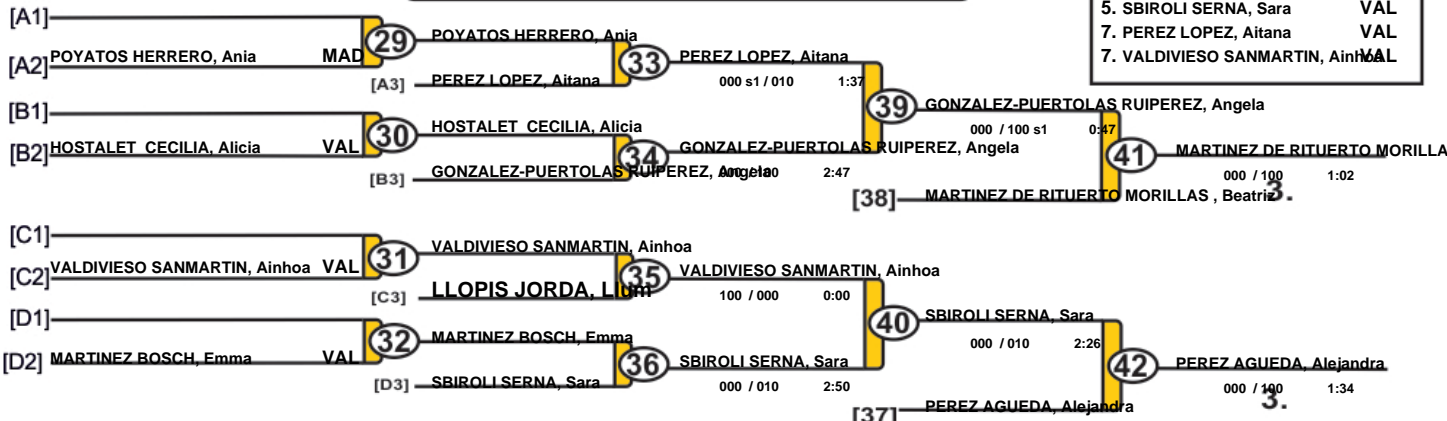 5. SBIROLI SERNA, Sara VAL
7. PEREZ LOPEZ, Aitana VAL
7. VALDIVIESO SANMARTIN, Ainhoa VAL
[A1]
[A2] POYATOS HERRERO, Ania MAD
29
POYATOS HERRERO, Ania
[A3] PEREZ LOPEZ, Aitana
33
PEREZ LOPEZ, Aitana
000 s1 / 010 1:37
[B1]
[B2] HOSTALET CECILIA, Alicia VAL
30
HOSTALET CECILIA, Alicia
[B3] GONZALEZ-PUERTOLAS RUIPEREZ, Angela
34
GONZALEZ-PUERTOLAS RUIPEREZ, Angela
000 / 100 2:47
39
GONZALEZ-PUERTOLAS RUIPEREZ, Angela
000 / 100 s1 0:47
[38] MARTINEZ DE RITUERTO MORILLAS , Beatriz
41
MARTINEZ DE RITUERTO MORILLA
000 / 100 1:02
3.
[C1]
[C2] VALDIVIESO SANMARTIN, Ainhoa VAL
31
VALDIVIESO SANMARTIN, Ainhoa
[C3] LLOPIS JORDA, Llum
35
VALDIVIESO SANMARTIN, Ainhoa
100 / 000 0:00
[D1]
[D2] MARTINEZ BOSCH, Emma VAL
32
MARTINEZ BOSCH, Emma
[D3] SBIROLI SERNA, Sara
36
SBIROLI SERNA, Sara
000 / 010 2:50
40
SBIROLI SERNA, Sara
000 / 010 2:26
[37] PEREZ AGUEDA, Alejandra
42
PEREZ AGUEDA, Alejandra
000 / 100 1:34
3.